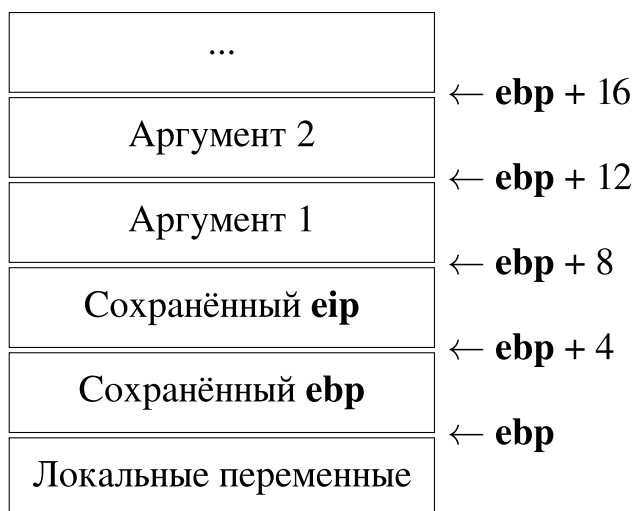 ...
← ebp + 16
Аргумент 2
← ebp + 12
Аргумент 1
← ebp + 8
Сохранённый eip
← ebp + 4
Сохранённый ebp
← ebp
Локальные переменные